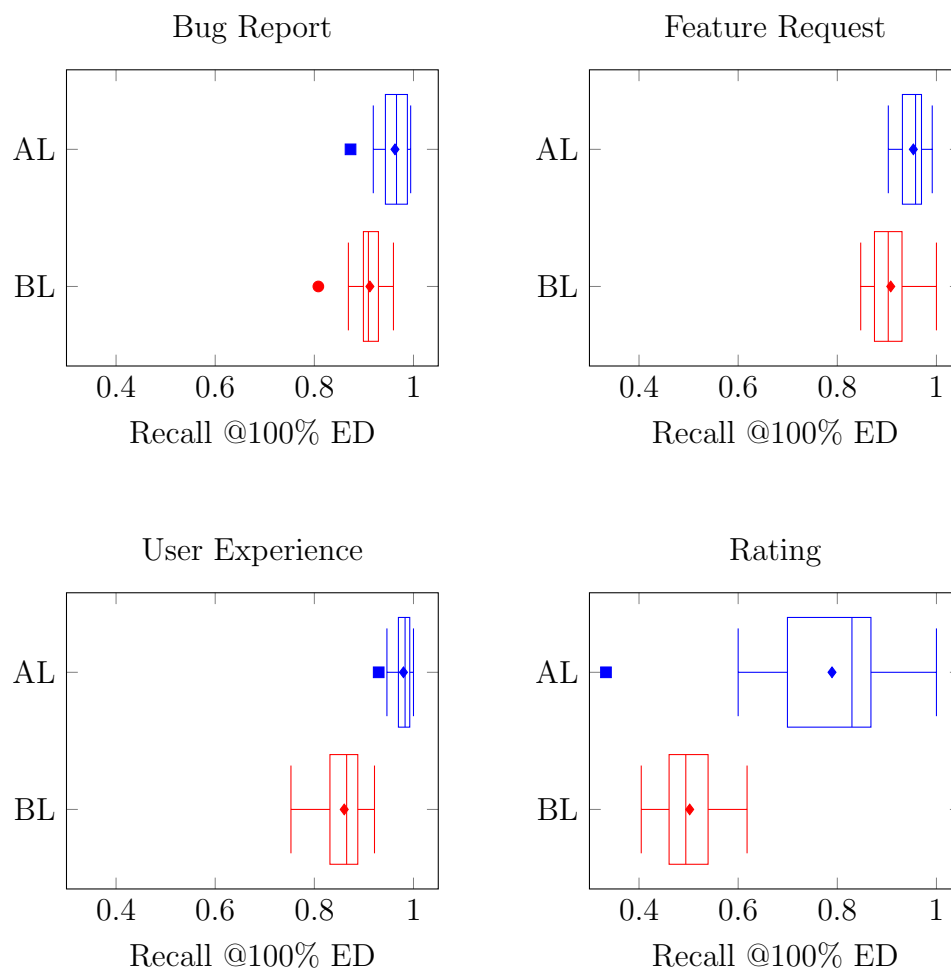 Bug Report
AL
BL
0.4 0.6 0.8 1
Recall @100% ED
Feature Request
AL
BL
0.4 0.6 0.8 1
Recall @100% ED
User Experience
AL
BL
0.4 0.6 0.8 1
Recall @100% ED
Rating
AL
BL
0.4 0.6 0.8 1
Recall @100% ED